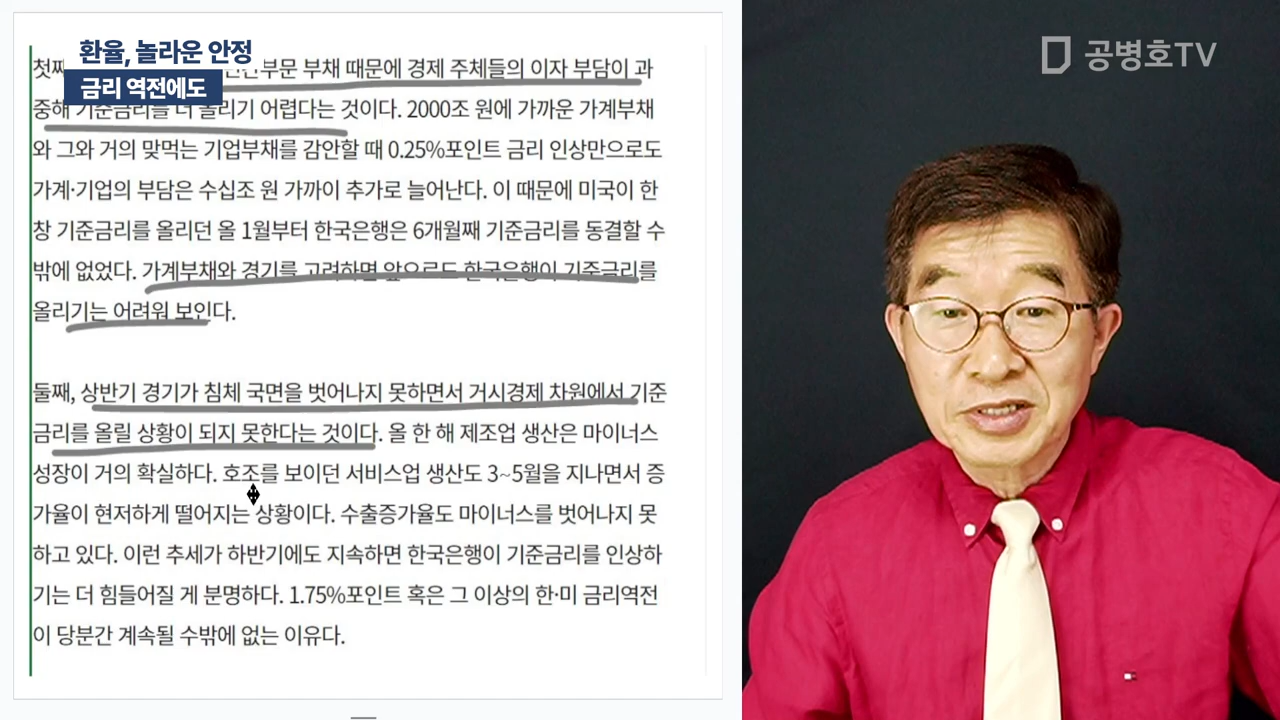 환율, 놀라운 안정
금리 역전에도
공병호TV
첫째 부문 부채 때문에 경제 주체들의 이자 부담이 과
중해 기준금리를 더 올리기 어렵다는 것이다. 2000조 원에 가까운 가계부채
와 그와 거의 맞먹는 기업부채를 감안할 때 0.25%포인트 금리 인상만으로도
가계·기업의 부담은 수십조 원 가까이 추가로 늘어난다. 이 때문에 미국이 한
창 기준금리를 올리던 올 1월부터 한국은행은 6개월째 기준금리를 동결할 수
밖에 없었다. 가계부채와 경기를 고려하면 앞으로도 한국은행이 기준금리를
올리기는 어려워 보인다.
둘째, 상반기 경기가 침체 국면을 벗어나지 못하면서 거시경제 차원에서 기준
금리를 올릴 상황이 되지 못한다는 것이다. 올 한 해 제조업 생산은 마이너스
성장이 거의 확실하다. 호조를 보이던 서비스업 생산도 3~5월을 지나면서 증
가율이 현저하게 떨어지는 상황이다. 수출증가율도 마이너스를 벗어나지 못
하고 있다. 이런 추세가 하반기에도 지속하면 한국은행이 기준금리를 인상하
기는 더 힘들어질 게 분명하다. 1.75%포인트 혹은 그 이상의 한·미 금리역전
이 당분간 계속될 수밖에 없는 이유다.